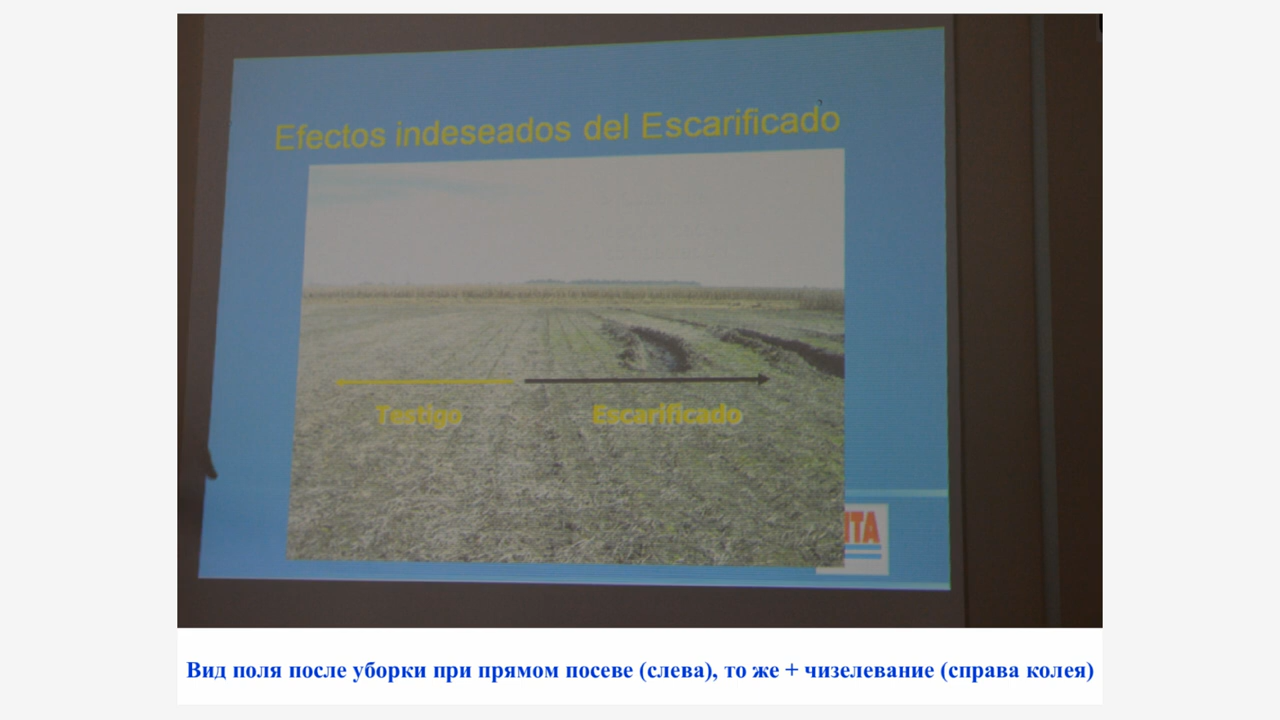 Efectos indeseados del Escarificado
Testigo
Escarificado
Вид поля после уборки при прямом посеве (слева), то же + чизелевание (справа колея)